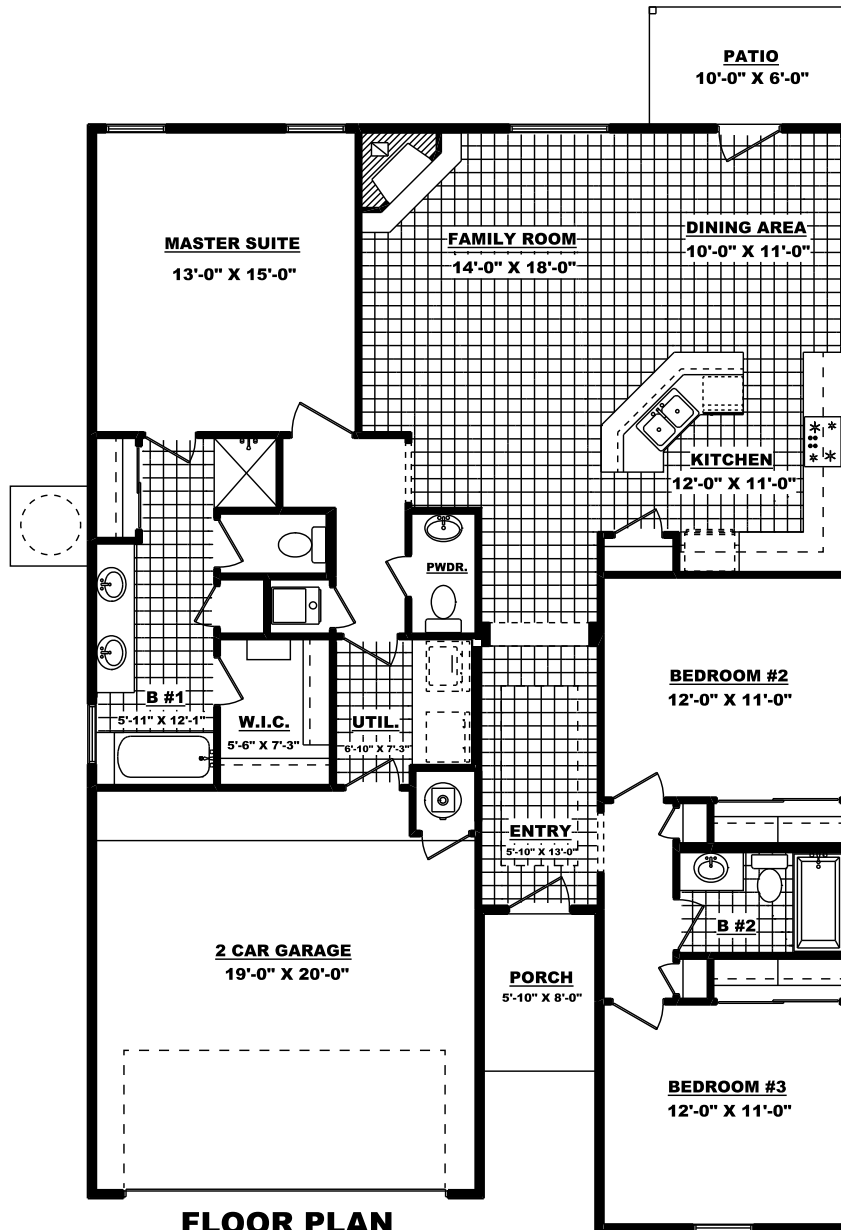 PATIO
10'-0" X 6'-0"
MASTER SUITE
13'-0" X 15'-0"
FAMILY ROOM
14'-0" X 18'-0"
DINING AREA
10'-0" X 11'-0"
KITCHEN
12'-0" X 11'-0"
PWDR.
B #1
5'-11" X 12'-1"
W.I.C.
5'-6" X 7'-3"
UTIL.
6'-10" X 7'-3"
BEDROOM #2
12'-0" X 11'-0"
ENTRY
5'-10" X 13'-0"
B #2
2 CAR GARAGE
19'-0" X 20'-0"
PORCH
5'-10" X 8'-0"
BEDROOM #3
12'-0" X 11'-0"
FLOOR PLAN